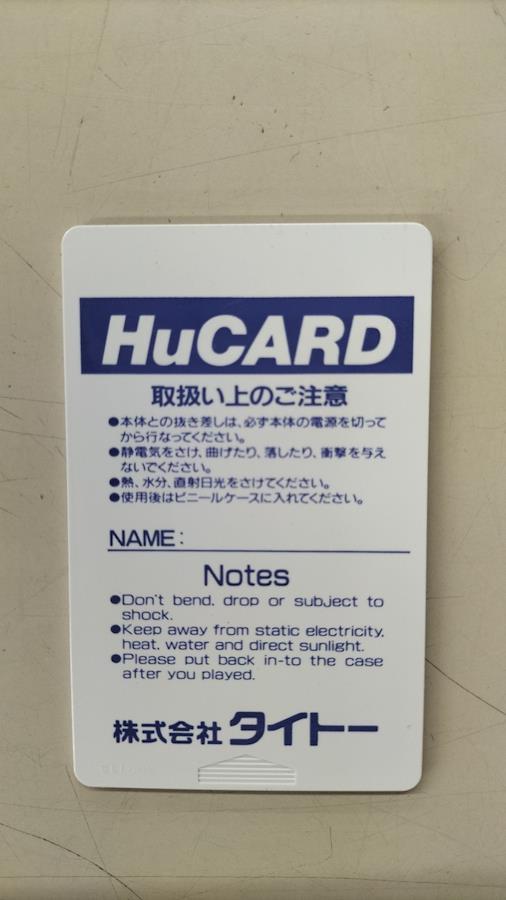 HuCARD
取扱い上のご注意
●本体との抜き差しは、必ず本体の電源を切って
から行なってください。
●静電気をさけ、曲げたり、落したり、衝撃を与え
ないでください。
●熱、水分、直射日光をさけてください。
●使用後はビニールケースに入れてください。
NAME:
Notes
●Don't bend. drop or subject to
shock.
●Keep away from static electricity.
heat. water and direct sunlight.
●Please put back in-to the case
after you played.
株式会社 タイトー